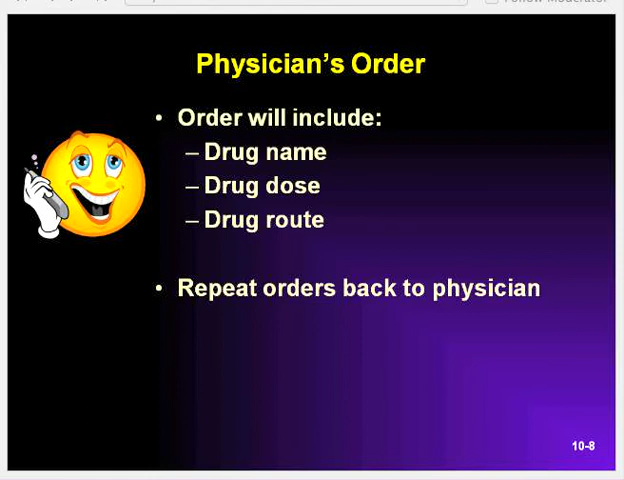 Physician's Order
• Order will include:
– Drug name
– Drug dose
– Drug route
• Repeat orders back to physician
10-8